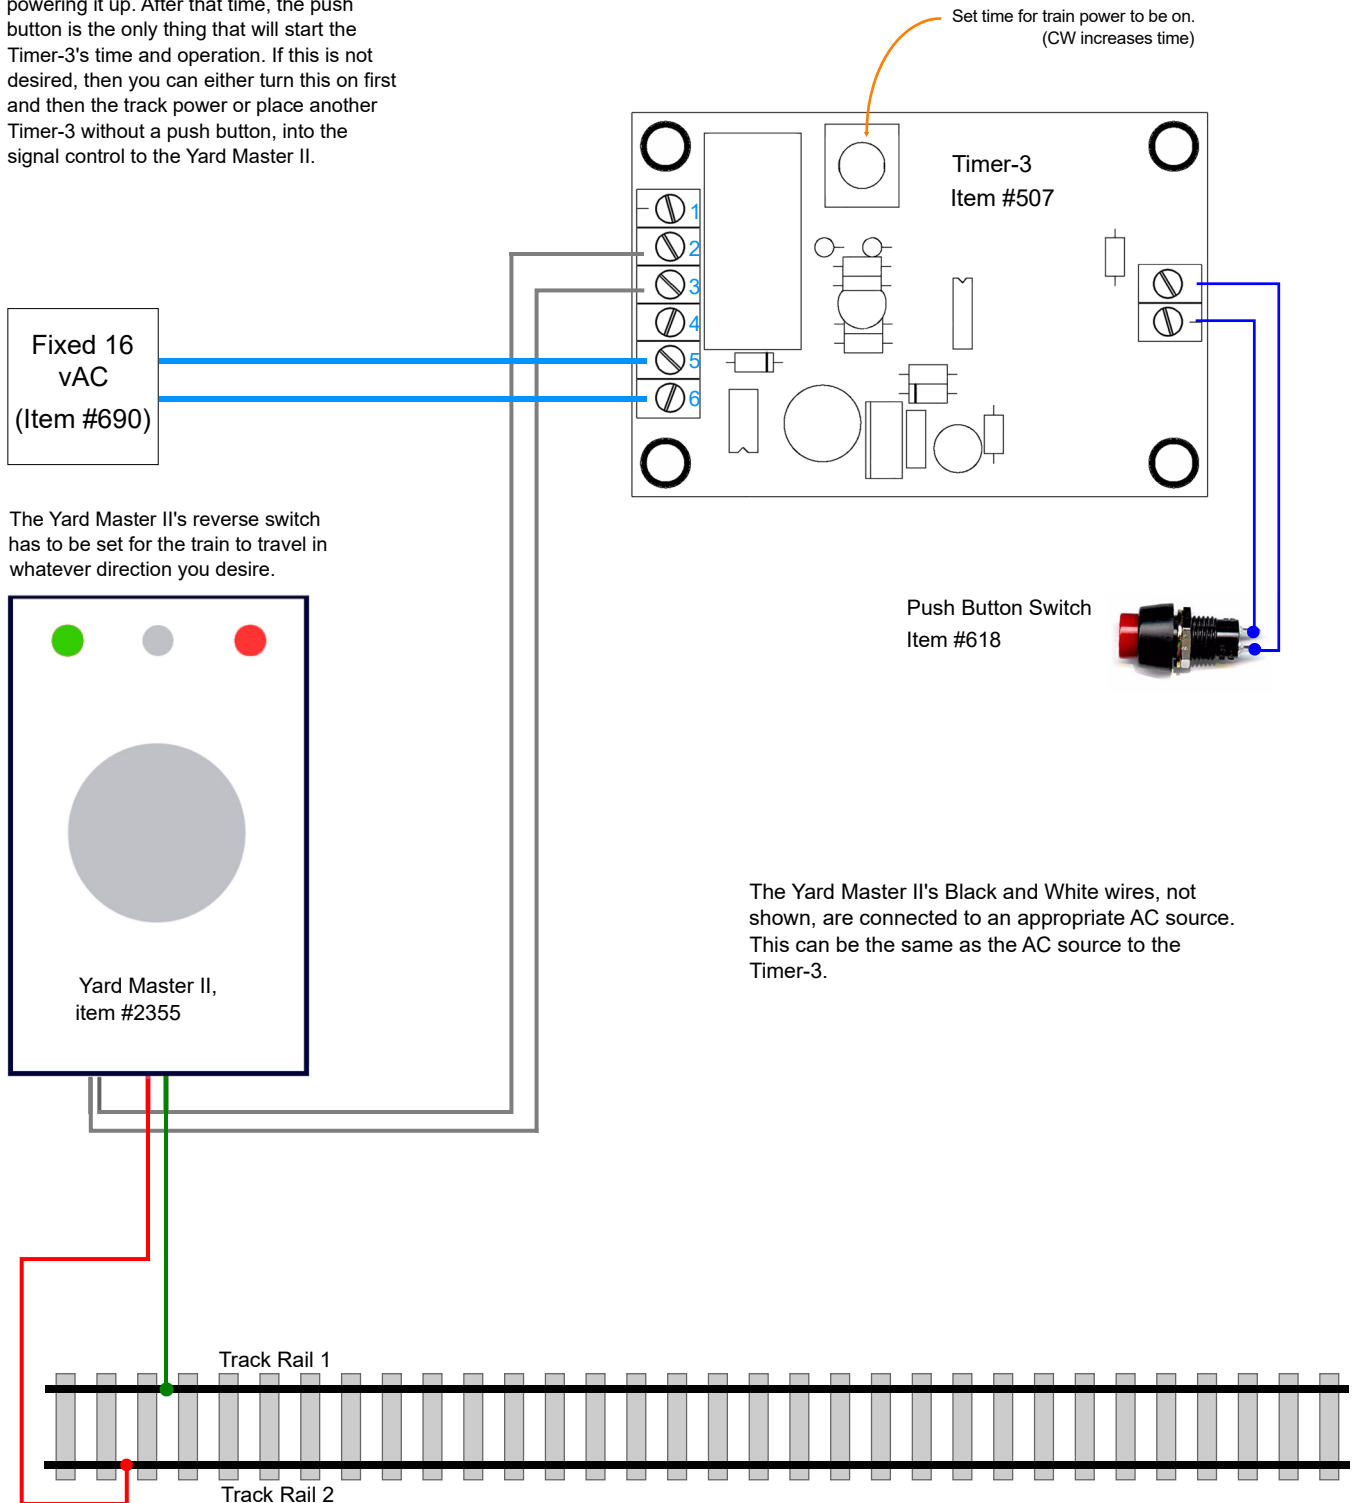 powering it up. After that time, the push
button is the only thing that will start the
Timer-3's time and operation. If this is not
desired, then you can either turn this on first
and then the track power or place another
Timer-3 without a push button, into the
signal control to the Yard Master II.
Set time for train power to be on.
(CW increases time)
Timer-3
Item #507
1
2
3
4
5
6
Fixed 16
vAC
(Item #690)
The Yard Master II's reverse switch
has to be set for the train to travel in
whatever direction you desire.
Push Button Switch
Item #618
The Yard Master II's Black and White wires, not
shown, are connected to an appropriate AC source.
This can be the same as the AC source to the
Timer-3.
Yard Master II,
item #2355
Track Rail 1
Track Rail 2